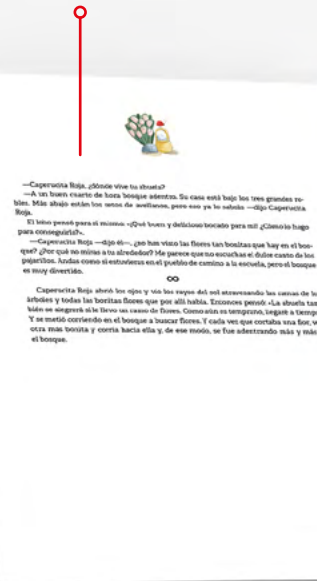 —Caperucita Roja, ¿dónde vive tu abuela?
—A un buen cuarto de hora bosque adentro. Su casa está bajo los tres grandes ro-
bles. Más abajo están los setos de avellanos, pero eso ya lo sabrás —dijo Caperucita
Roja.
El lobo pensó para sí mismo: «¡Qué buen y delicioso bocado para mí! ¿Cómo lo hago
para conseguirlo?».
—Caperucita Roja —dijo él—, ¿no has visto las flores tan bonitas que hay en el bos-
que? ¿Por qué no miras a tu alrededor? Me parece que no escuchas el dulce canto de los
pajarillos. Andas como si estuvieras en el pueblo de camino a la escuela, pero el bosque
es muy divertido.
Caperucita Roja abrió los ojos y vio los rayos del sol atravesando las ramas de lo
árboles y todas las bonitas flores que por allí había. Entonces pensó: «La abuela tam
bién se alegrará si le llevo un ramo de flores. Como aún es temprano, llegaré a tiemp
Y se metió corriendo en el bosque a buscar flores. Y cada vez que cortaba una flor, v
otra más bonita y corría hacia ella y, de ese modo, se fue adentrando más y más
el bosque.